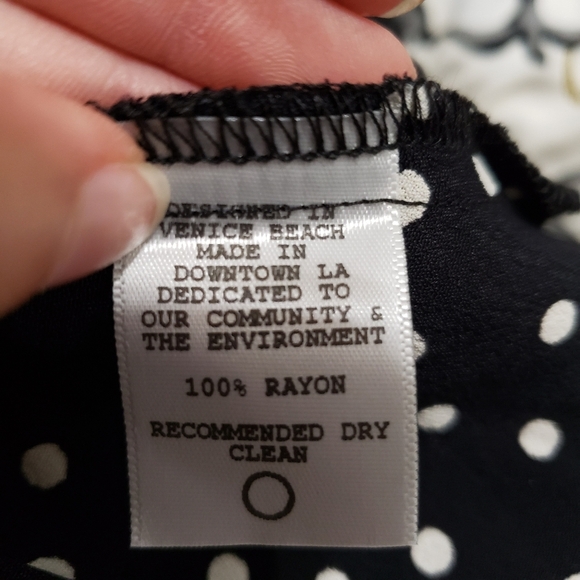 DESIGNED IN
VENICE BEACH
MADE IN
DOWNTOWN LA
DEDICATED TO
OUR COMMUNITY &
THE ENVIRONMENT
100% RAYON
RECOMMENDED DRY
CLEAN